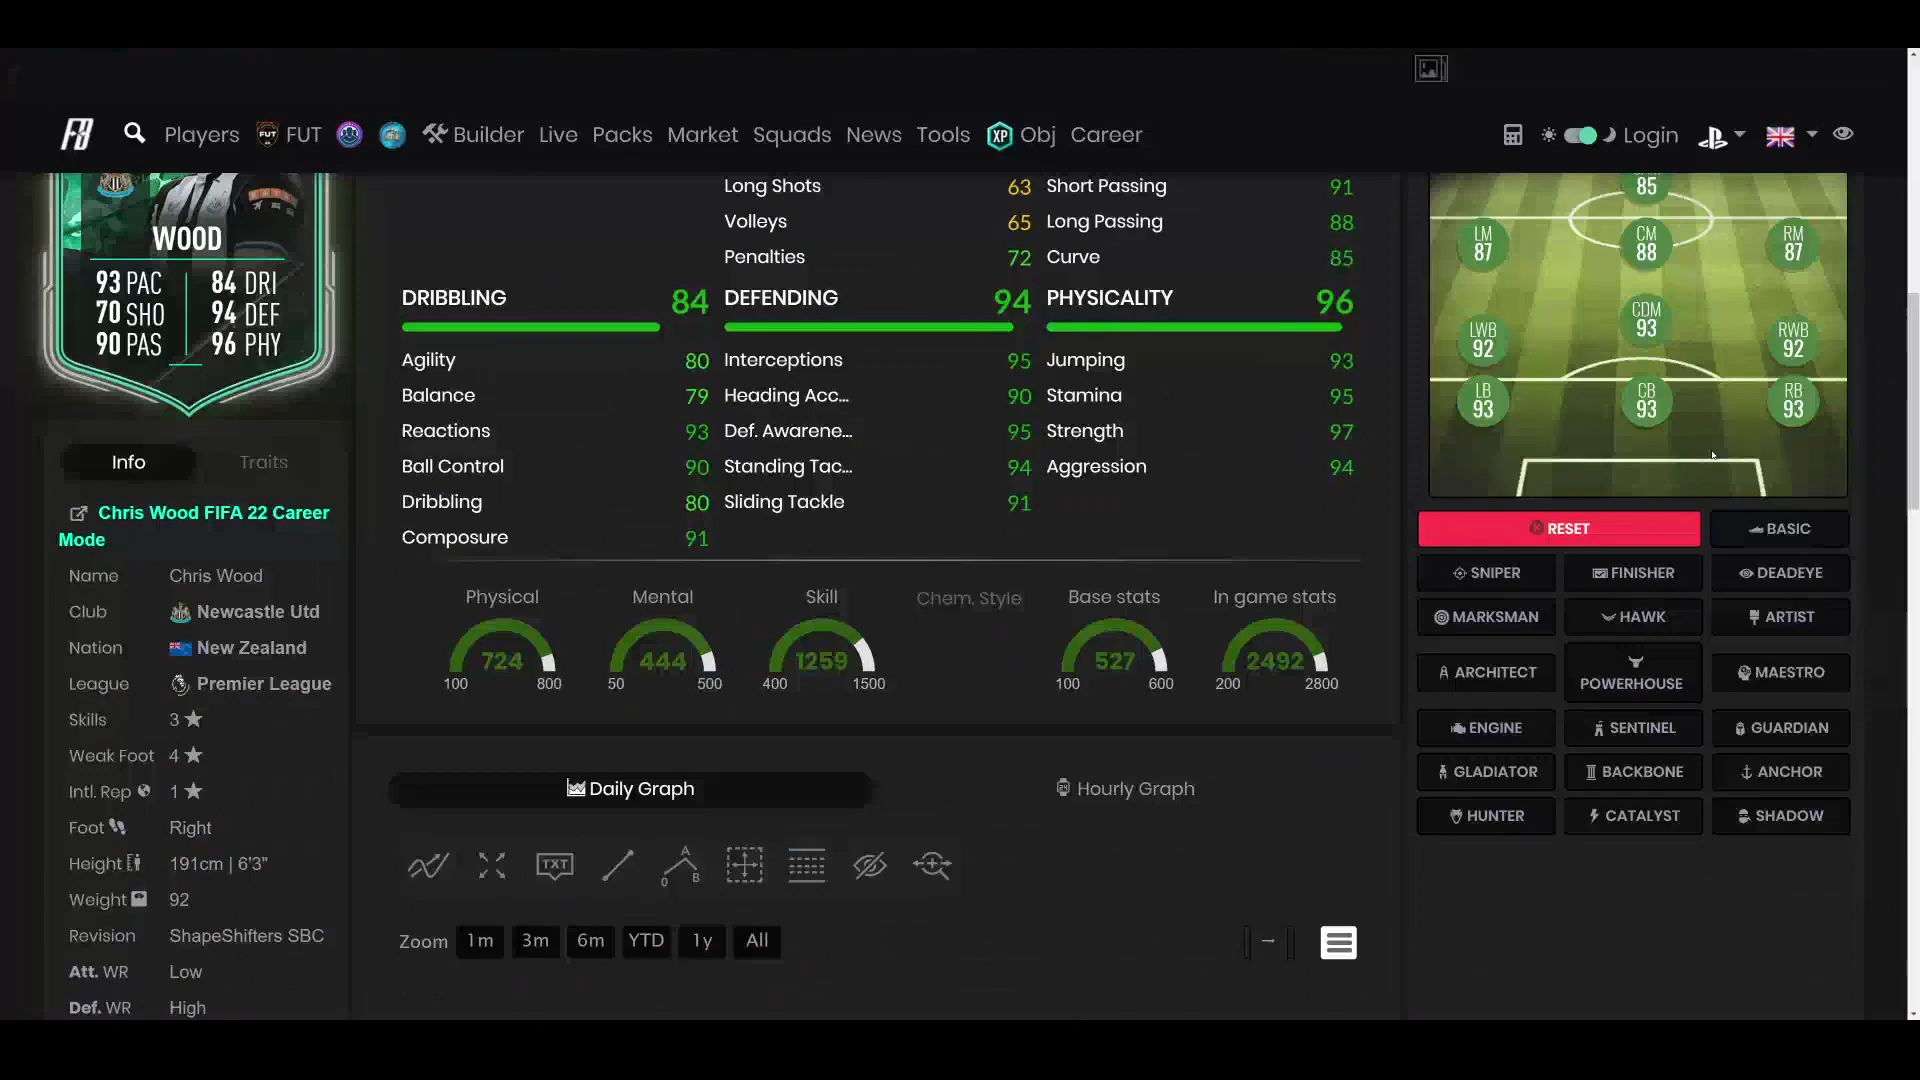 Players FUT Builder Live Packs Market Squads News Tools XP Obj Career Login
WOOD
93 PAC 84 DRI
70 SHO 94 DEF
90 PAS 96 PHY
Info Traits
Chris Wood FIFA 22 Career
Mode
Name Chris Wood
Club Newcastle Utd
Nation New Zealand
League Premier League
Skills 3
Weak Foot 4
Intl. Rep 1
Foot Right
Height 191cm | 6'3"
Weight 92
Revision ShapeShifters SBC
Att. WR Low
Def. WR High
Long Shots 63 Short Passing 91
Volleys 65 Long Passing 88
Penalties 72 Curve 85
DRIBBLING 84 DEFENDING 94 PHYSICALITY 96
Agility 80 Interceptions 95 Jumping 93
Balance 79 Heading Acc... 90 Stamina 95
Reactions 93 Def. Awarene... 95 Strength 97
Ball Control 90 Standing Tac... 94 Aggression 94
Dribbling 80 Sliding Tackle 91
Composure 91
Physical Mental Skill Chem. Style Base stats In game stats
724 444 1259 527 2492
100 800 50 500 400 1500 100 600 200 2800
Daily Graph Hourly Graph
TXT A 0 B
Zoom 1m 3m 6m YTD 1y All →
85
LM CM RM
87 88 87
CDM
93
LWB RWB
92 92
LB CB RB
93 93 93
RESET BASIC
SNIPER FINISHER DEADEYE
MARKSMAN HAWK ARTIST
ARCHITECT POWERHOUSE MAESTRO
ENGINE SENTINEL GUARDIAN
GLADIATOR BACKBONE ANCHOR
HUNTER CATALYST SHADOW